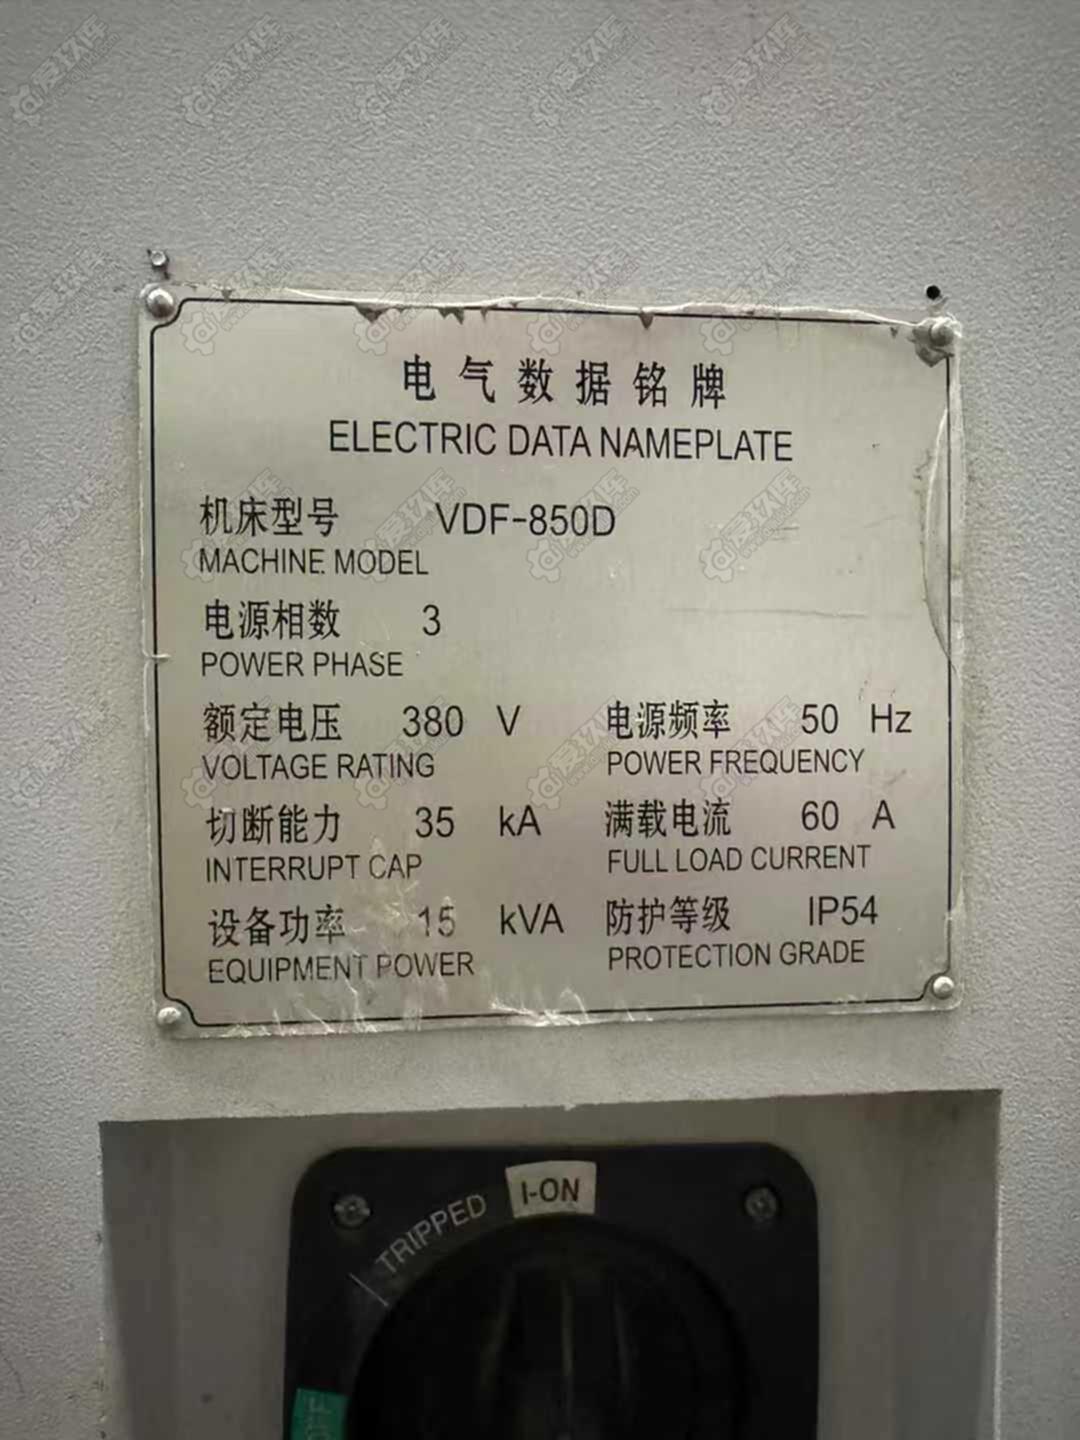 电气数据铭牌
ELECTRIC DATA NAMEPLATE
机床型号 VDF-850D
MACHINE MODEL
电源相数 3
POWER PHASE
额定电压 380 V 电源频率 50 Hz
VOLTAGE RATING POWER FREQUENCY
切断能力 35 kA 满载电流 60 A
INTERRUPT CAP FULL LOAD CURRENT
设备功率 15 kVA 防护等级 IP54
EQUIPMENT POWER PROTECTION GRADE
I-ON
TRIPPED
OFF